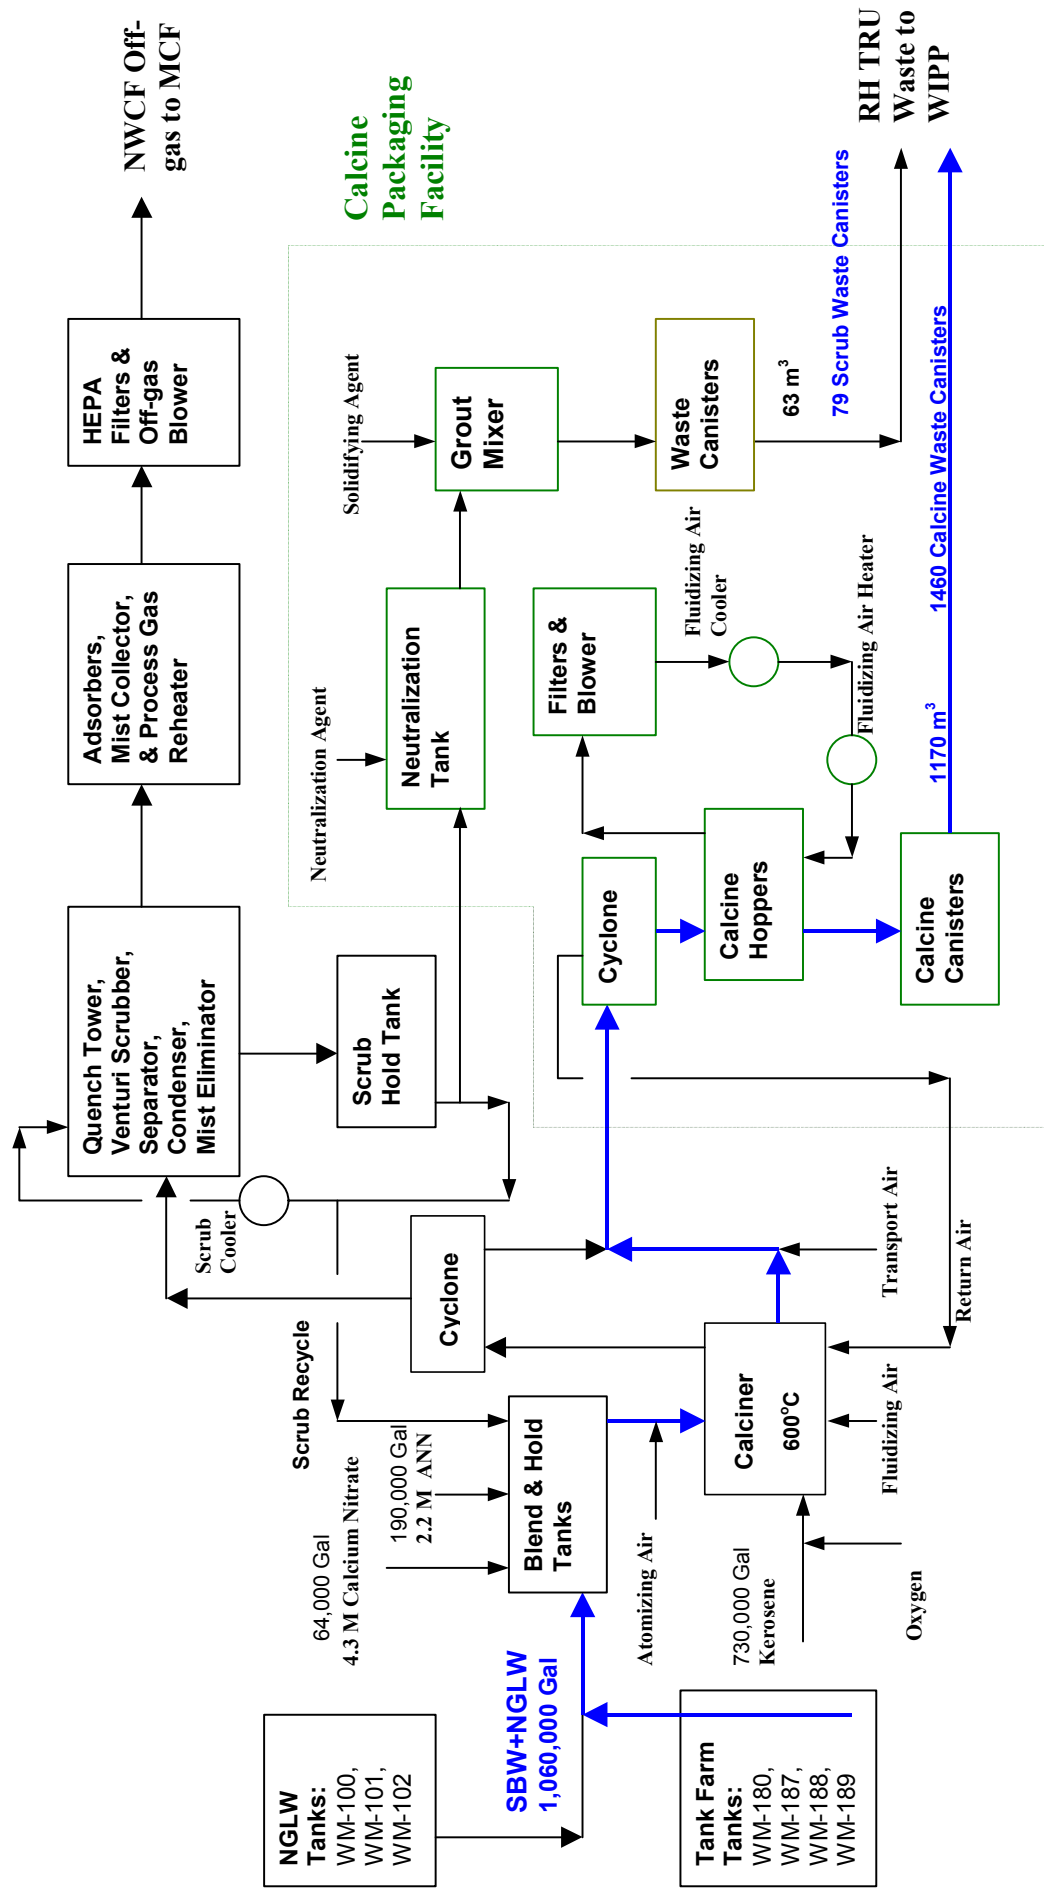 NGLW
Tanks:
WM-100,
WM-101,
WM-102
Tank Farm
Tanks:
WM-180,
WM-187,
WM-188,
WM-189
SBW+NGLW
1,060,000 Gal
64,000 Gal
4.3 M Calcium Nitrate
190,000 Gal
2.2 M ANN
Scrub Recycle
Blend & Hold
Tanks
Atomizing Air
730,000 Gal
Kerosene
Oxygen
Calciner
600°C
Fluidizing Air
Return Air
Transport Air
Cyclone
Scrub
Cooler
Quench Tower,
Venturi Scrubber,
Separator,
Condenser,
Mist Eliminator
Scrub
Hold Tank
Adsorbers,
Mist Collector,
& Process Gas
Reheater
HEPA
Filters &
Off-gas
Blower
NWCF Off-
gas to MCF
Calcine
Packaging
Facility
Neutralization Agent
Neutralization
Tank
Solidifying Agent
Grout
Mixer
Waste
Canisters
63 m³
79 Scrub Waste Canisters
Cyclone
Calcine
Hoppers
Filters &
Blower
Fluidizing Air
Cooler
Fluidizing Air Heater
Calcine
Canisters
1170 m³
1460 Calcine Waste Canisters
RH TRU
Waste to
WIPP